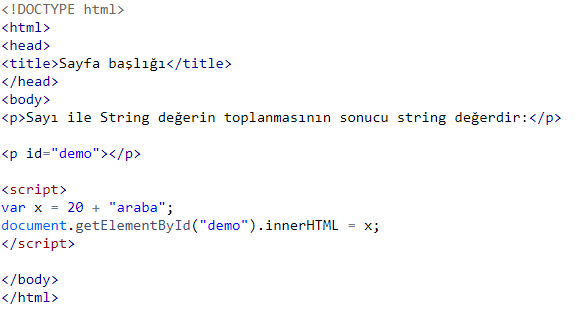 <!DOCTYPE html>
<html>
<head>
<title>Sayfa başlığı</title>
</head>
<body>
<p>Sayı ile String değerin toplanmasının sonucu string değerdir:</p>
<p id="demo"></p>
<script>
var x = 20 + "araba";
document.getElementById("demo").innerHTML = x;
</script>
</body>
</html>